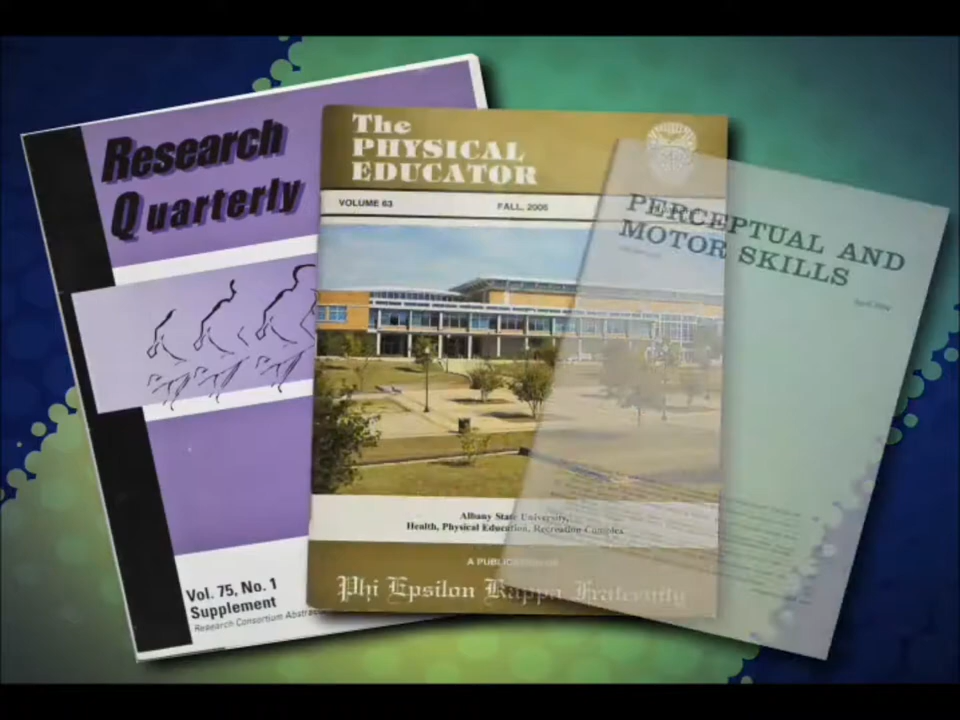 Research
Quarterly
Vol. 75, No. 1
Supplement
Research Consortium Abstrac
The
PHYSICAL
EDUCATOR
VOLUME 63
FALL, 2006
Albany State University,
Health, Physical Education, Recreation Complex
A PUBLICATION OF
Phi Epsilon Kappa Fraternity
PERCEPTUAL AND
MOTOR SKILLS